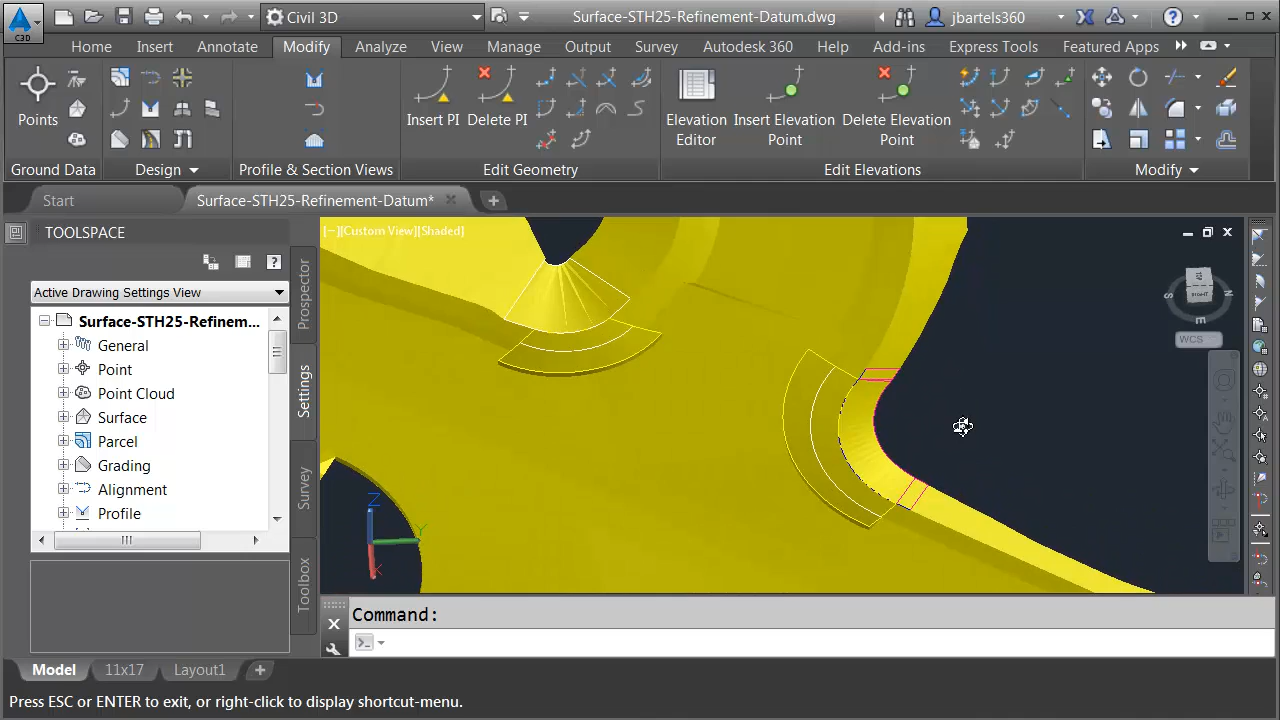 C3D
Civil 3D
Surface-STH25-Refinement-Datum.dwg
jbartels360
Home Insert Annotate Modify Analyze View Manage Output Survey Autodesk 360 Help Add-ins Express Tools Featured Apps
Points
Insert PI
Delete PI
Elevation Editor
Insert Elevation Point
Delete Elevation Point
Ground Data
Design
Profile & Section Views
Edit Geometry
Edit Elevations
Modify
Start
Surface-STH25-Refinement-Datum*
TOOLSPACE
Active Drawing Settings View
Surface-STH25-Refinem...
General
Point
Point Cloud
Surface
Parcel
Grading
Alignment
Profile
Prospector
Settings
Survey
Toolbox
[−][Custom View][Shaded]
TOP
RIGHT
S
N
E
WCS
Z
Y
X
Command:
Model
11x17
Layout1
Press ESC or ENTER to exit, or right-click to display shortcut-menu.